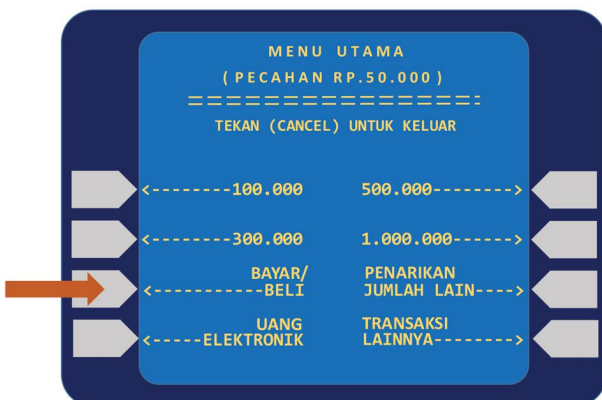 MENU UTAMA
(PECAHAN RP.50.000)
==================
TEKAN (CANCEL) UNTUK KELUAR
<--------100.000 500.000-------->
<--------300.000 1.000.000------>
BAYAR/ PENARIKAN
<-----------BELI JUMLAH LAIN---->
UANG TRANSAKSI
<-----ELEKTRONIK LAINNYA-------->